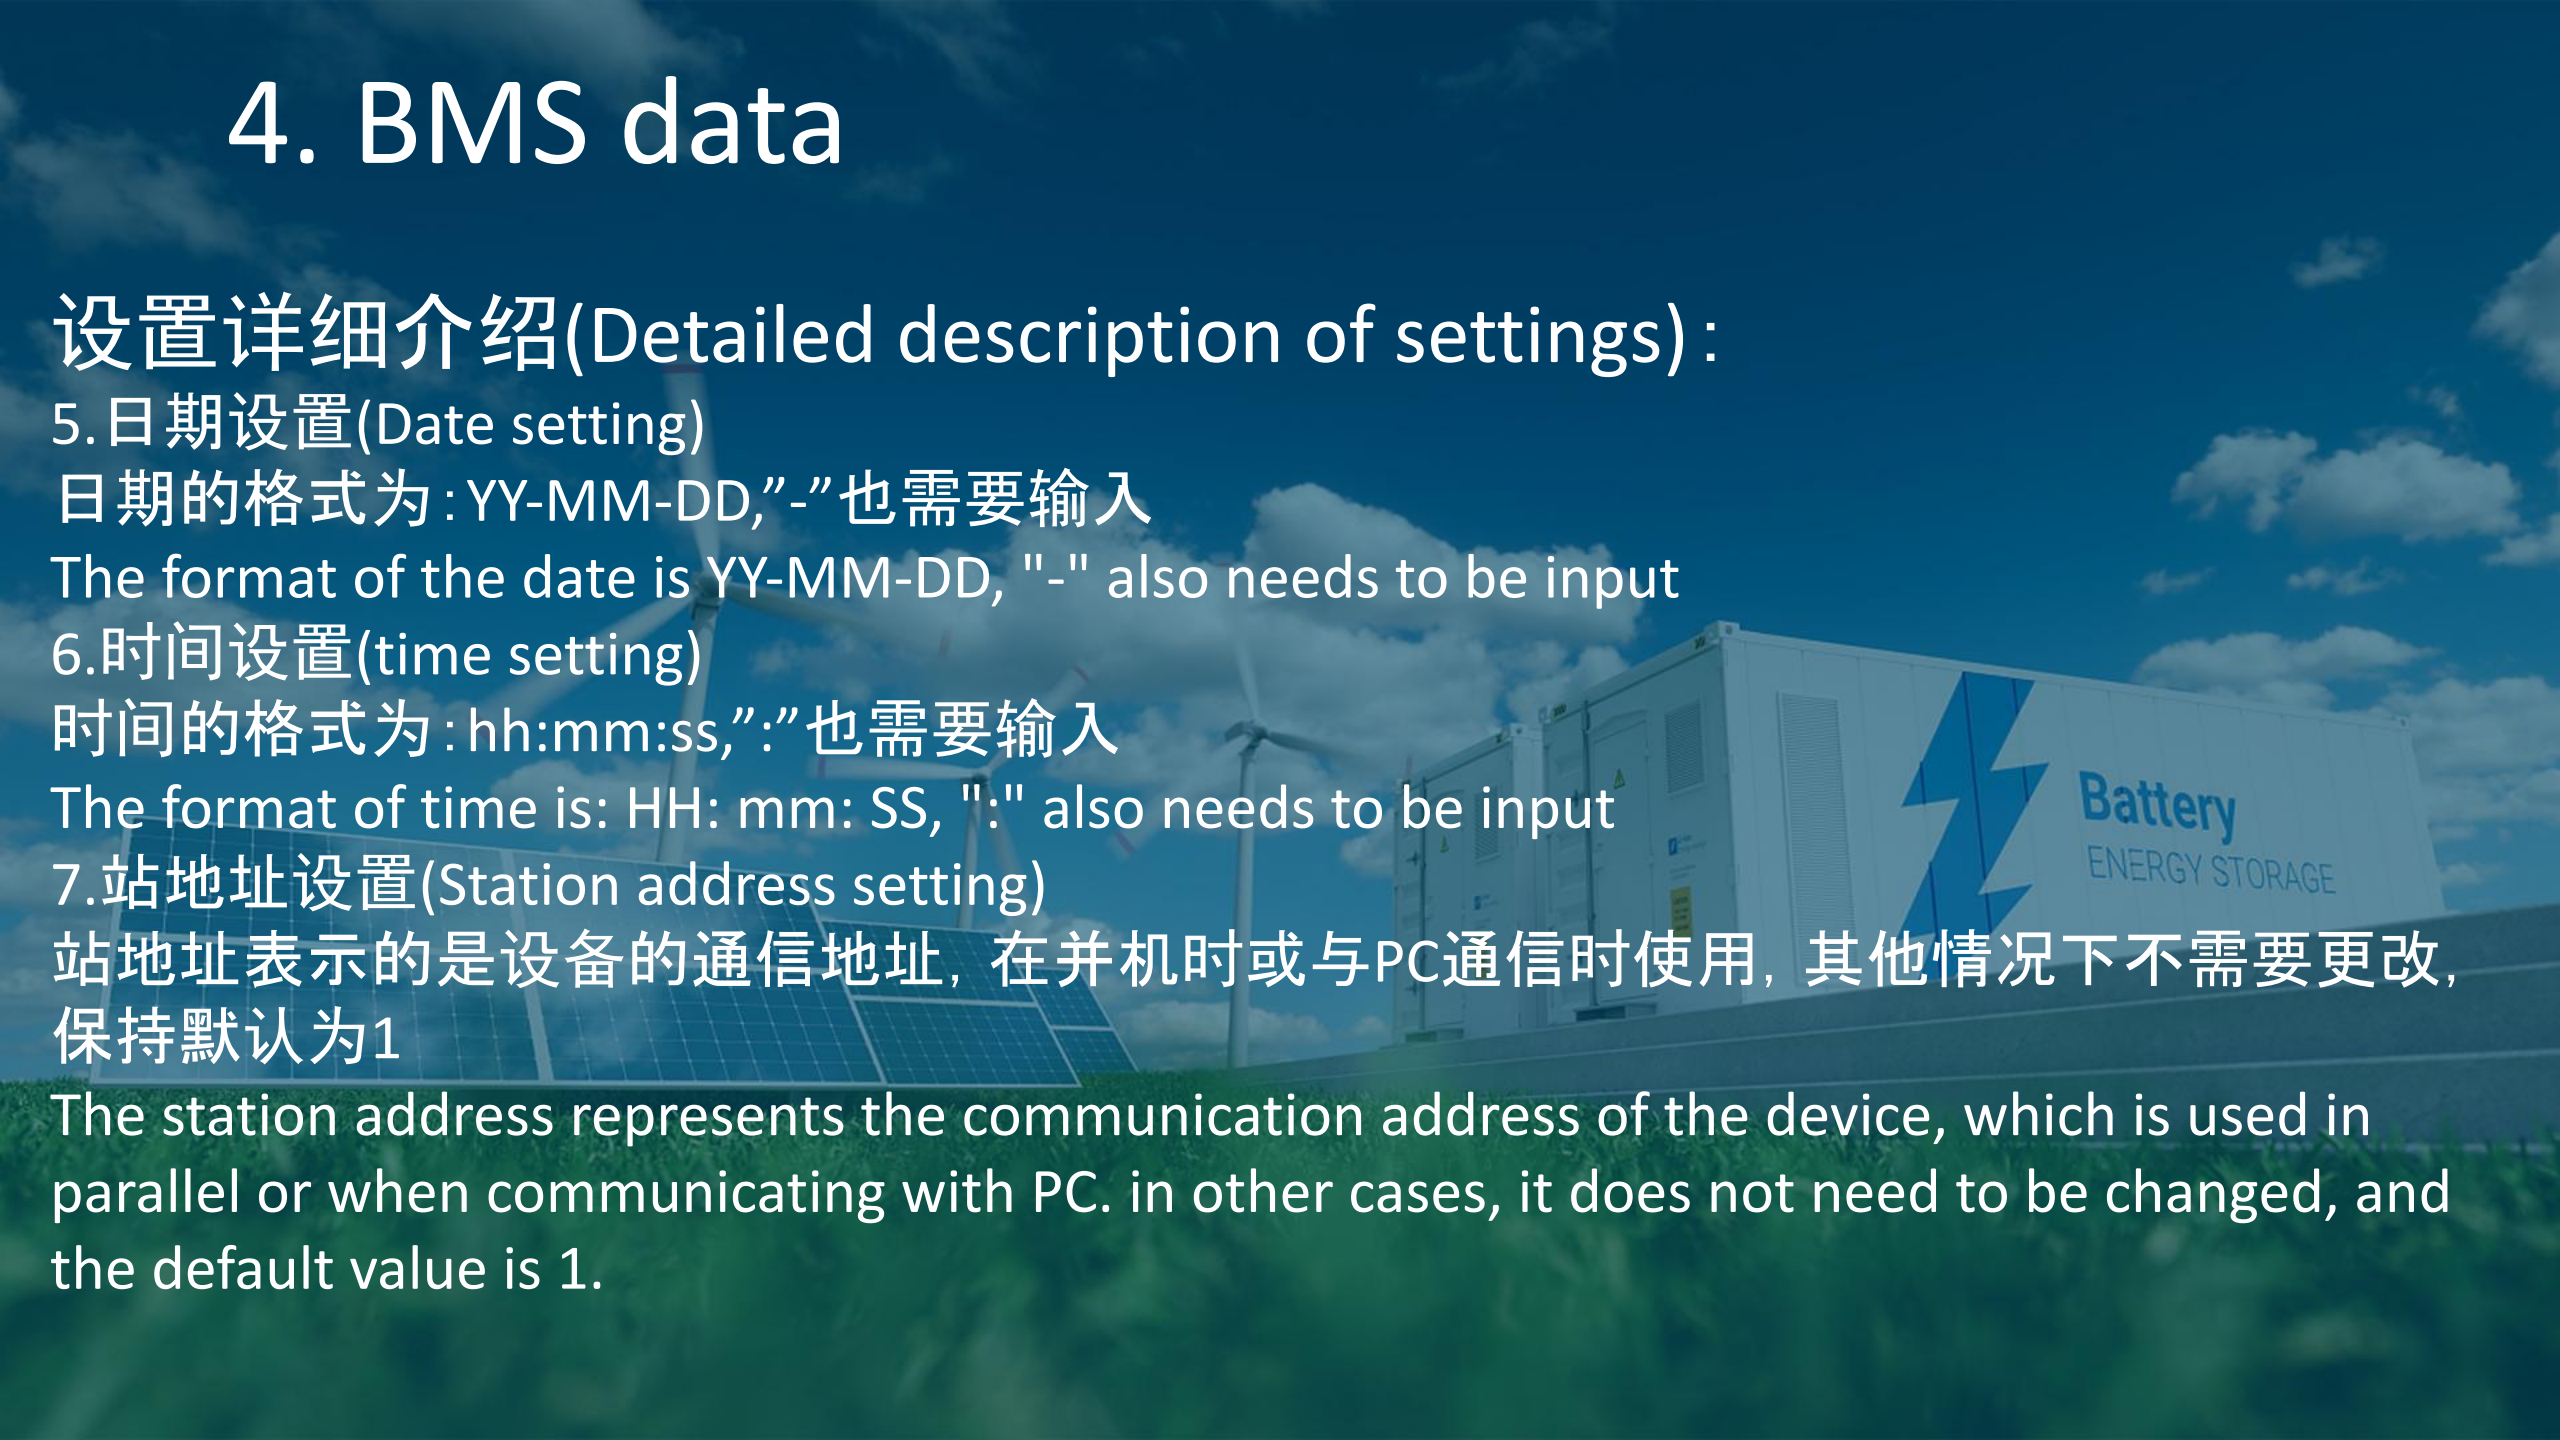 4. BMS data
设置详细介绍(Detailed description of settings)：
5.日期设置(Date setting)
日期的格式为：YY-MM-DD,”-”也需要输入
The format of the date is YY-MM-DD, "-" also needs to be input
6.时间设置(time setting)
时间的格式为：hh:mm:ss,”:”也需要输入
The format of time is: HH: mm: SS, ":" also needs to be input
7.站地址设置(Station address setting)
站地址表示的是设备的通信地址，在并机时或与PC通信时使用，其他情况下不需要更改，
保持默认为1
The station address represents the communication address of the device, which is used in
parallel or when communicating with PC. in other cases, it does not need to be changed, and
the default value is 1.
Battery
ENERGY STORAGE